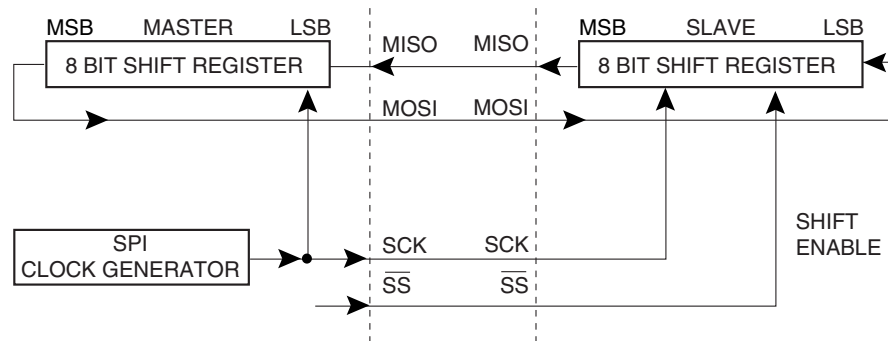 MSB MASTER LSB
8 BIT SHIFT REGISTER
MISO MISO
MSB SLAVE LSB
8 BIT SHIFT REGISTER
MOSI MOSI
SPI
CLOCK GENERATOR
SCK SCK
SS SS
SHIFT
ENABLE